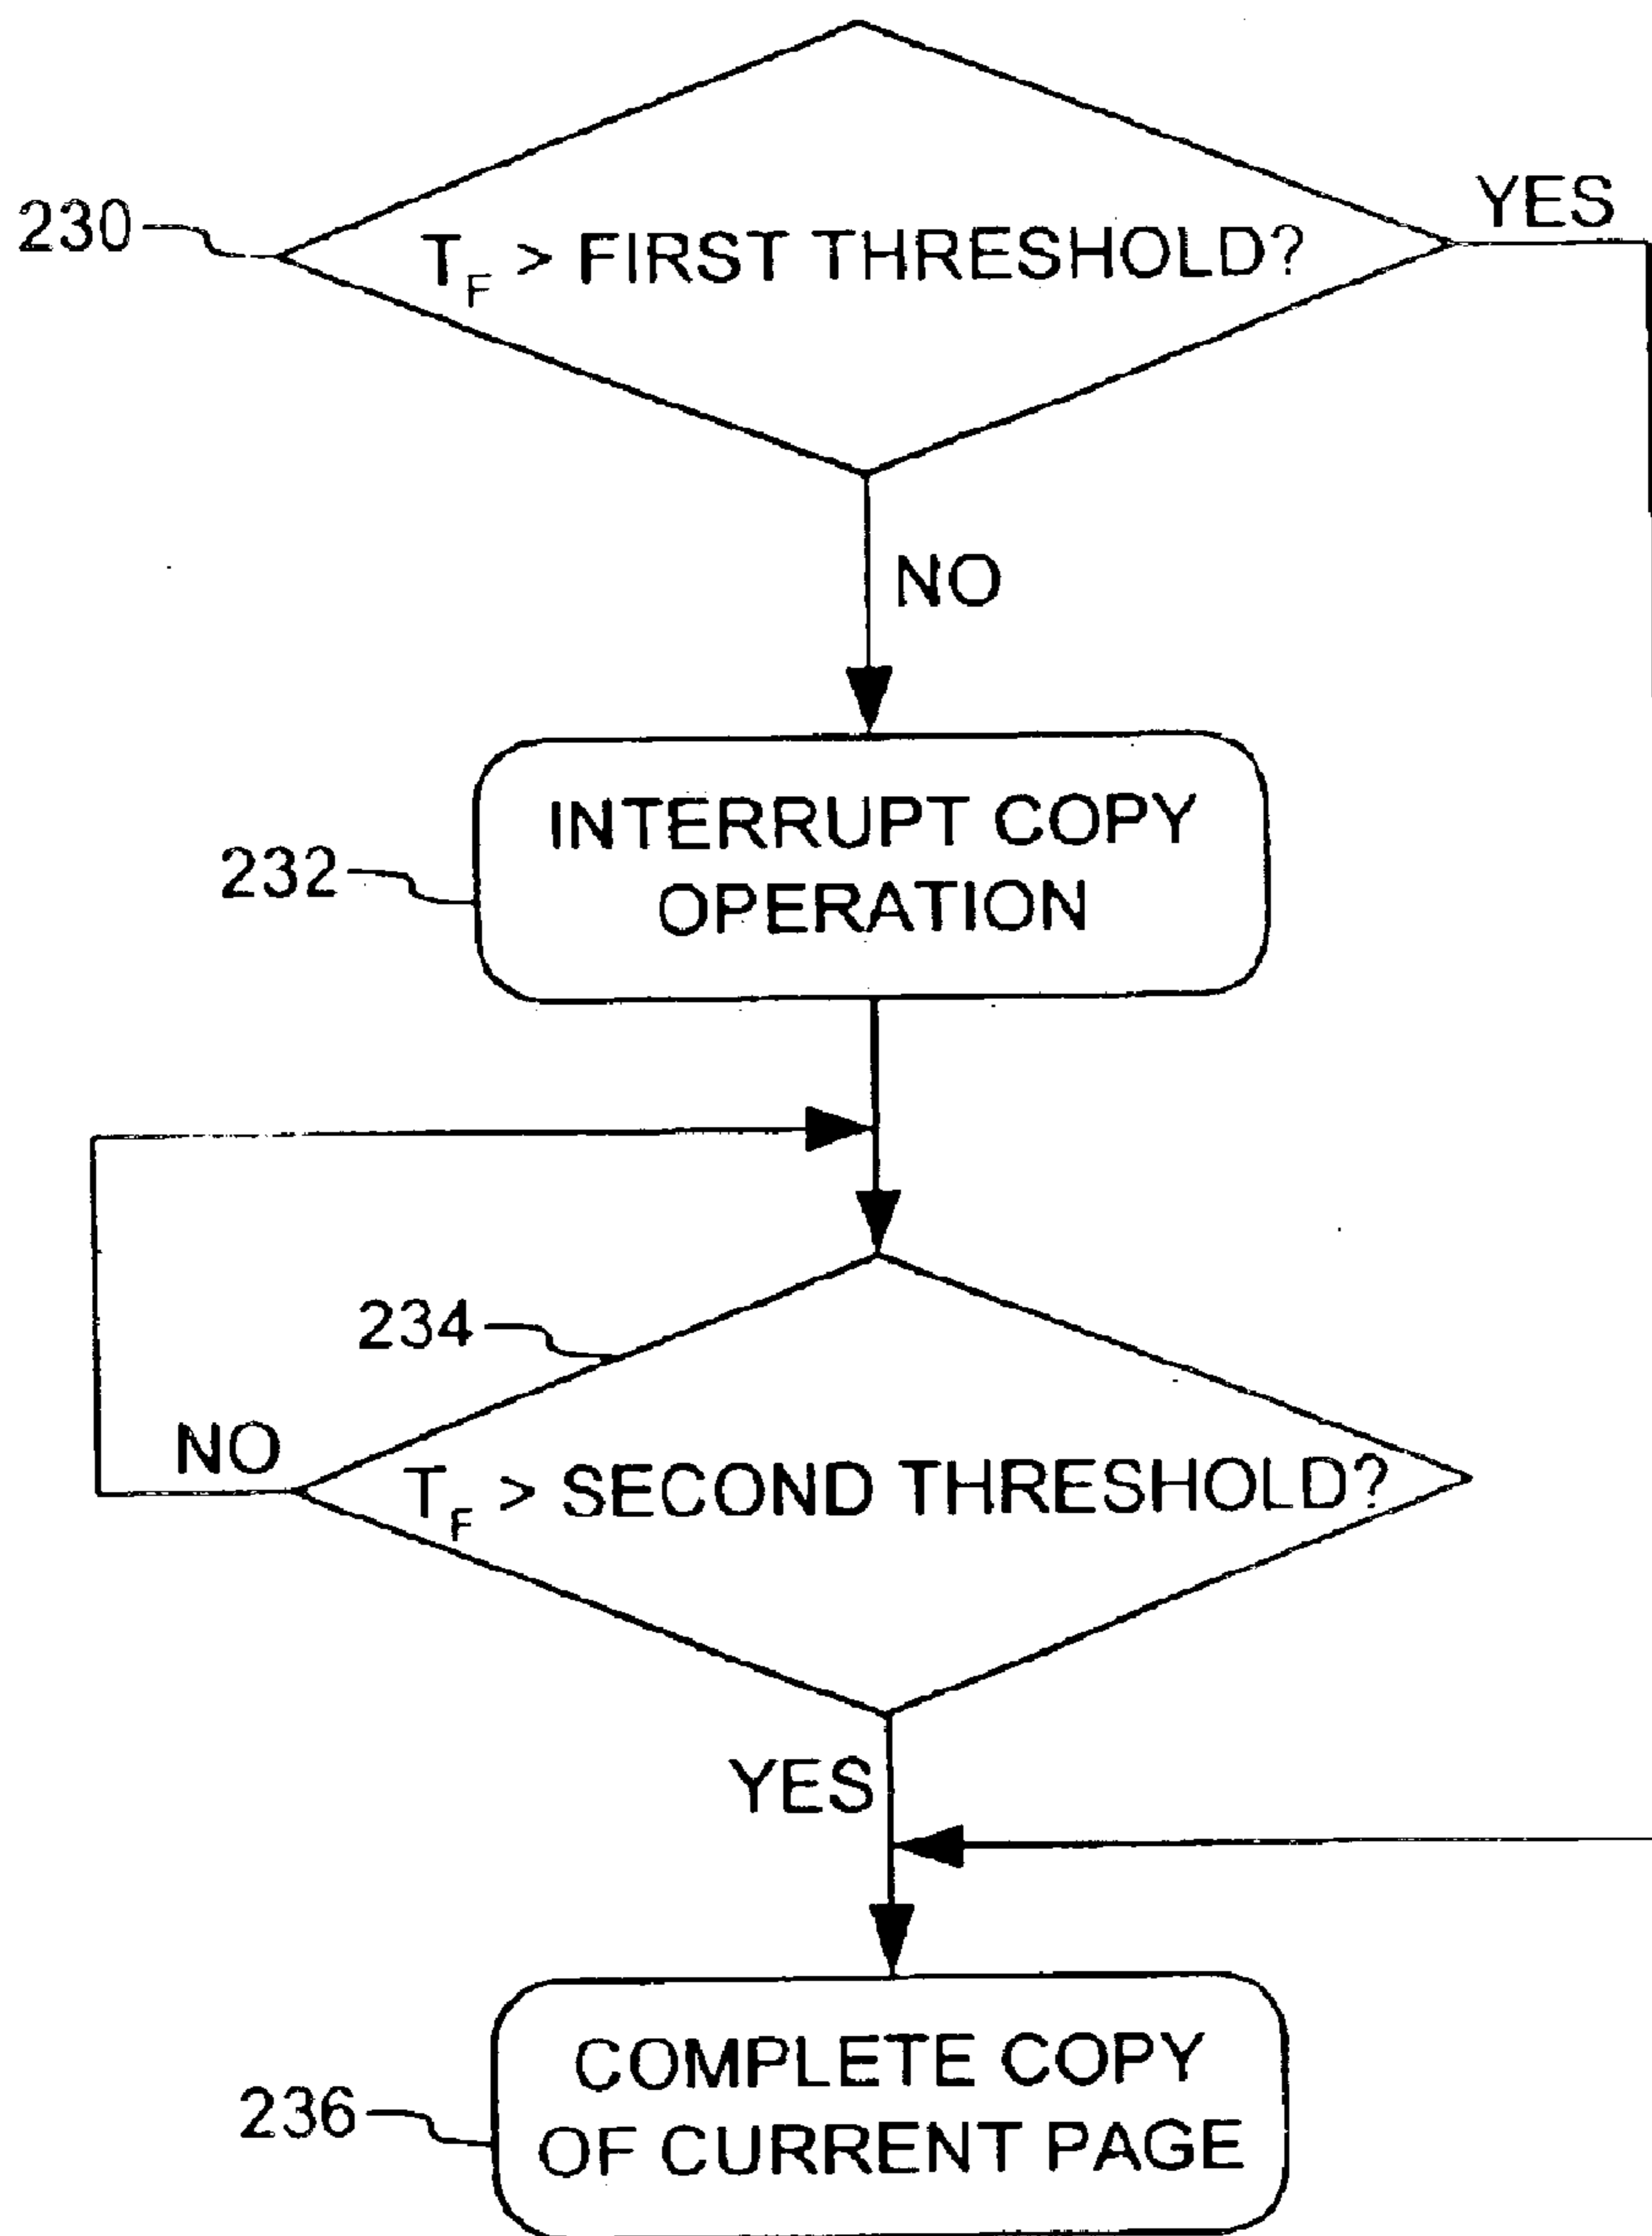 YES
230
T_F > FIRST THRESHOLD?
NO
INTERRUPT COPY
OPERATION
232
234
NO
T_F > SECOND THRESHOLD?
YES
COMPLETE COPY
OF CURRENT PAGE
236